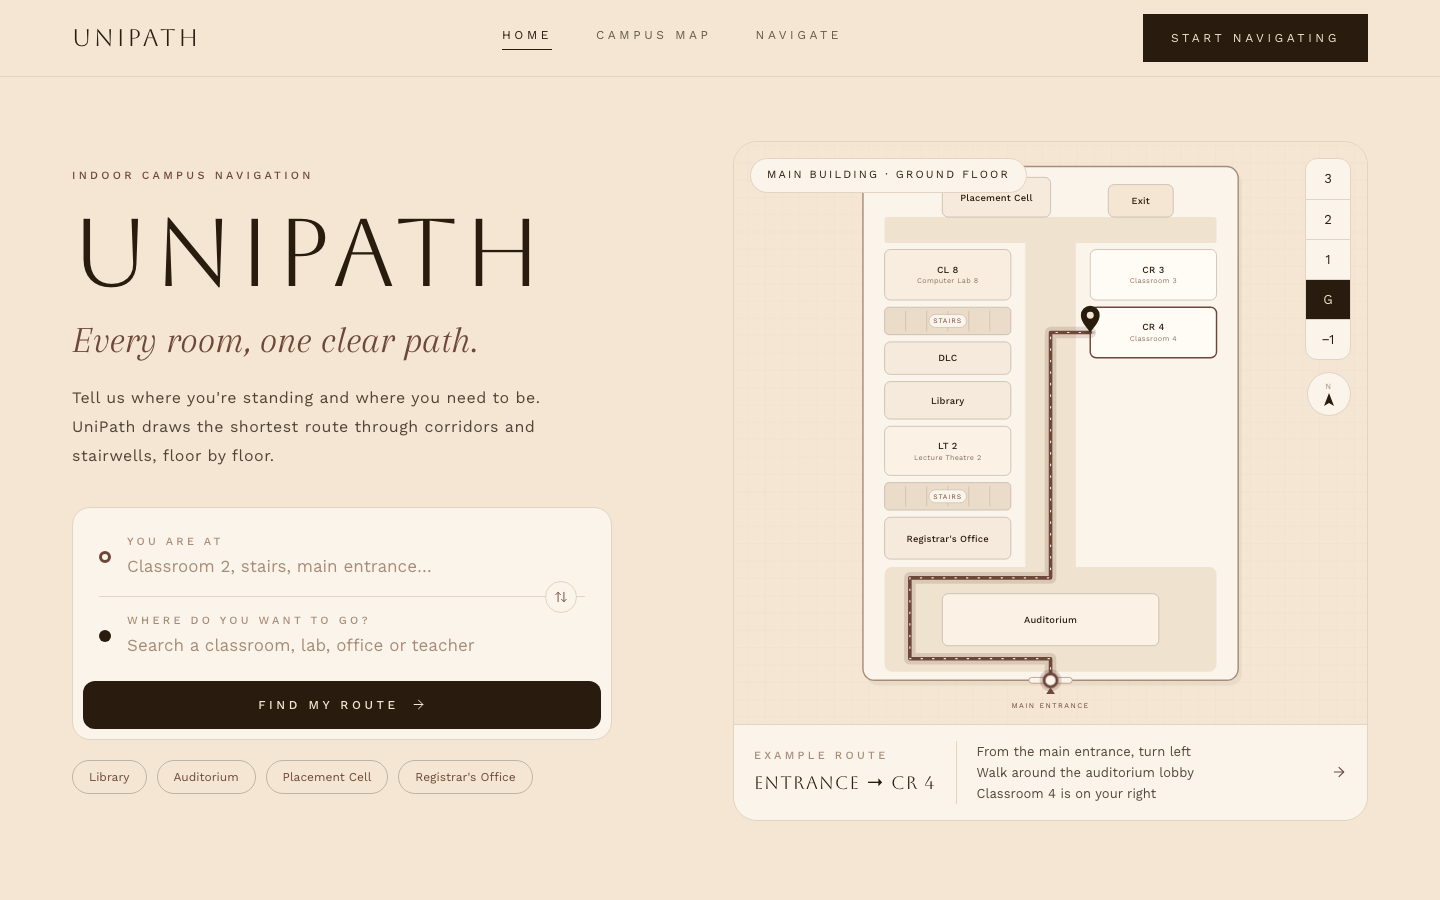 UNIPATH
HOME
CAMPUS MAP
NAVIGATE
START NAVIGATING
INDOOR CAMPUS NAVIGATION
UNIPATH
Every room, one clear path.
Tell us where you're standing and where you need to be.
UniPath draws the shortest route through corridors and
stairwells, floor by floor.
YOU ARE AT
Classroom 2, stairs, main entrance...
WHERE DO YOU WANT TO GO?
Search a classroom, lab, office or teacher
FIND MY ROUTE →
Library
Auditorium
Placement Cell
Registrar's Office
MAIN BUILDING · GROUND FLOOR
Placement Cell
Exit
CL 8
Computer Lab 8
CR 3
Classroom 3
STAIRS
CR 4
Classroom 4
DLC
Library
LT 2
Lecture Theatre 2
STAIRS
Registrar's Office
Auditorium
MAIN ENTRANCE
3
2
1
G
−1
N
EXAMPLE ROUTE
ENTRANCE → CR 4
From the main entrance, turn left
Walk around the auditorium lobby
Classroom 4 is on your right
→